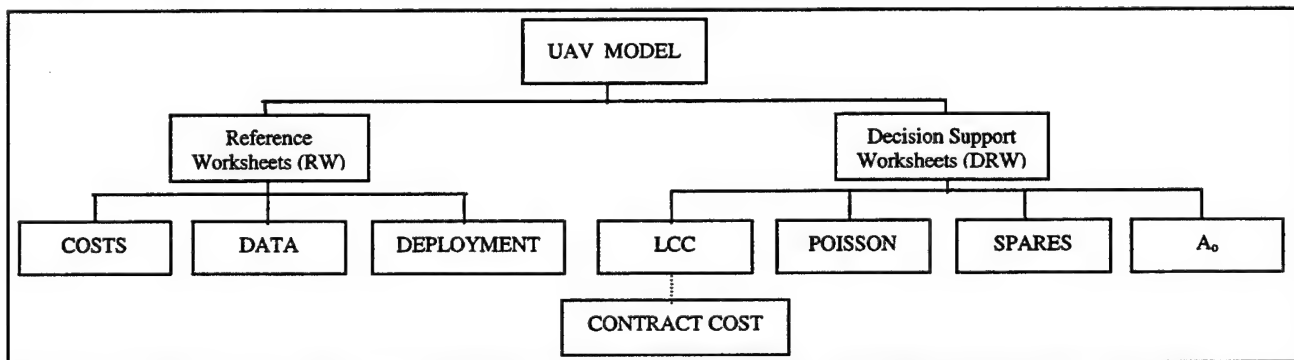 UAV MODEL
Reference
Worksheets (RW)
Decision Support
Worksheets (DRW)
COSTS
DATA
DEPLOYMENT
LCC
POISSON
SPARES
Aₒ
CONTRACT COST